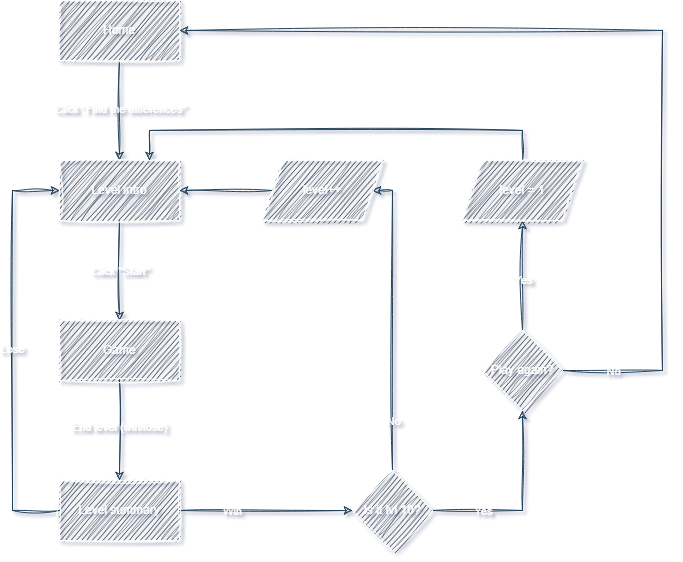 Home
Click "Find the differences"
Level intro
level++
level = 1
Click "Start"
Yes
Lose
Game
Play again?
No
No
End level (win/lose)
Level summary
Win
Is it lvl 10?
Yes